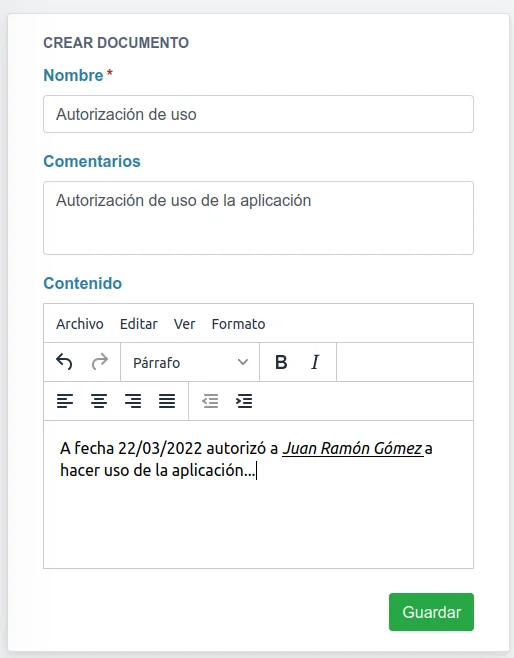 CREAR DOCUMENTO
Nombre *
Autorización de uso
Comentarios
Autorización de uso de la aplicación
Contenido
Archivo Editar Ver Formato
Párrafo B I
A fecha 22/03/2022 autorizó a Juan Ramón Gómez a
hacer uso de la aplicación...
Guardar